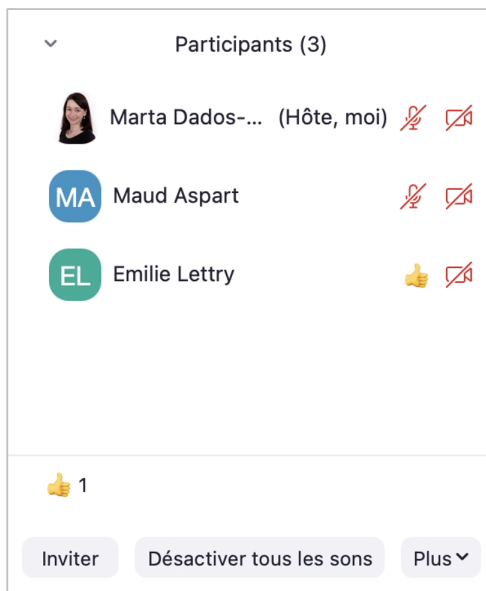 Participants (3)
Marta Dados-... (Hôte, moi)
MA Maud Aspart
EL Emilie Lettry
👍 1
Inviter Désactiver tous les sons Plus